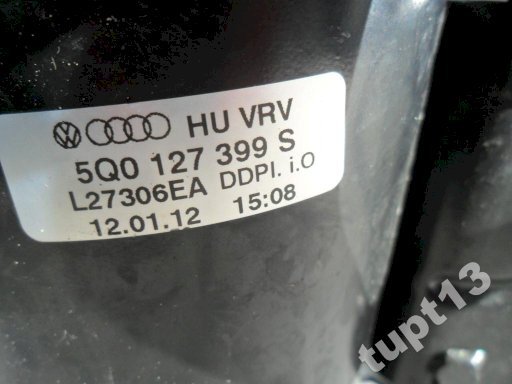 HU VRV
5Q0 127 399 S
L27306EA DDPI. i.O
12.01.12 15:08
tupt13